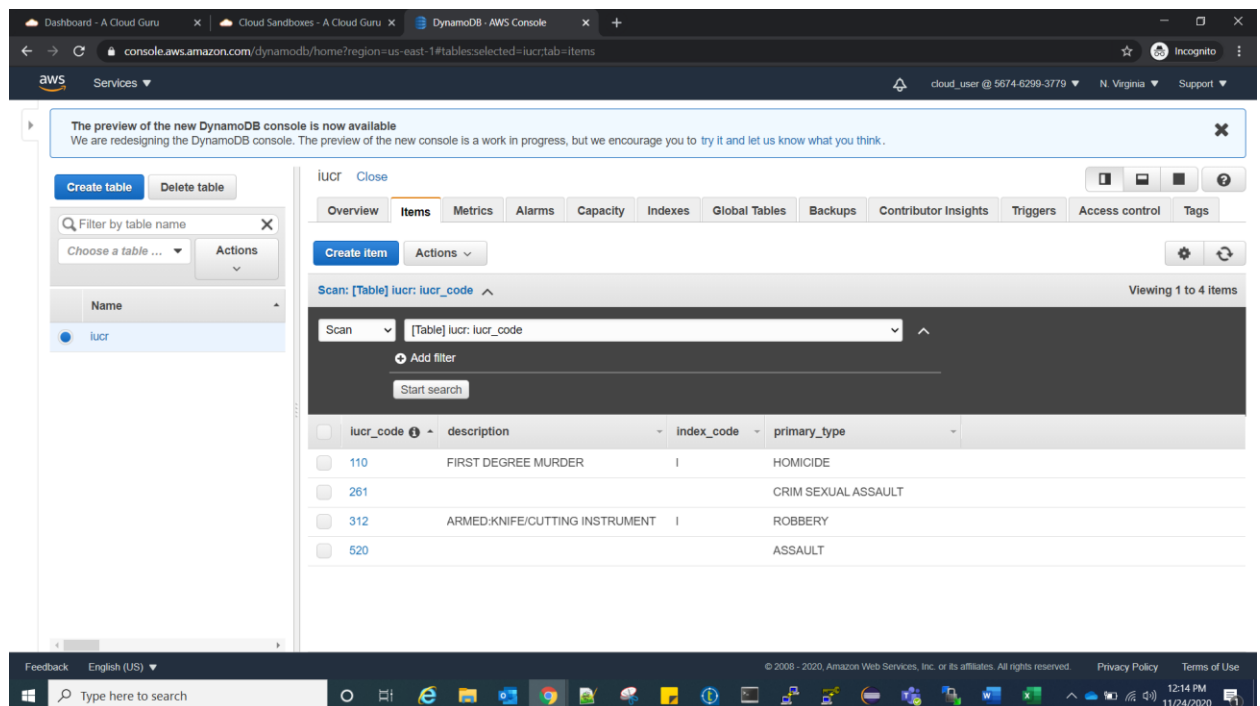 Dashboard - A Cloud Guru
Cloud Sandboxes - A Cloud Guru
DynamoDB - AWS Console
console.aws.amazon.com/dynamodb/home?region=us-east-1#tables:selected=iucr;tab=items
Incognito
aws Services cloud_user @ 5674-6299-3779 N. Virginia Support
The preview of the new DynamoDB console is now available
We are redesigning the DynamoDB console. The preview of the new console is a work in progress, but we encourage you to try it and let us know what you think.
Create table Delete table
Filter by table name
Choose a table ... Actions
Name
iucr
iucr Close
Overview Items Metrics Alarms Capacity Indexes Global Tables Backups Contributor Insights Triggers Access control Tags
Create item Actions
Scan: [Table] iucr: iucr_code Viewing 1 to 4 items
Scan [Table] iucr: iucr_code
Add filter
Start search
iucr_code description index_code primary_type
110 FIRST DEGREE MURDER I HOMICIDE
261 CRIM SEXUAL ASSAULT
312 ARMED:KNIFE/CUTTING INSTRUMENT I ROBBERY
520 ASSAULT
Feedback English (US) © 2008 - 2020, Amazon Web Services, Inc. or its affiliates. All rights reserved. Privacy Policy Terms of Use
Type here to search
12:14 PM
11/24/2020